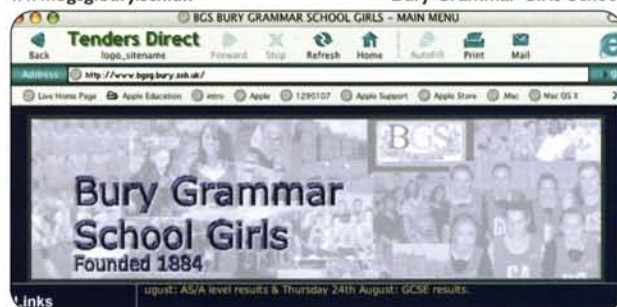 BGS BURY GRAMMAR SCHOOL GIRLS – MAIN MENU
Tenders Direct
logo_sitename
Back
Forward
Stop
Refresh
Home
Autofill
Print
Mail
Address
http://www.bgsg.bury.sch.uk/
Live Home Page
Apple Education
intro
Apple
1290107
Apple Support
Apple Store
.Mac
Mac OS X
BGS
Bury Grammar
School Girls
Founded 1884
ugust: AS/A level results & Thursday 24th August: GCSE results.
Links